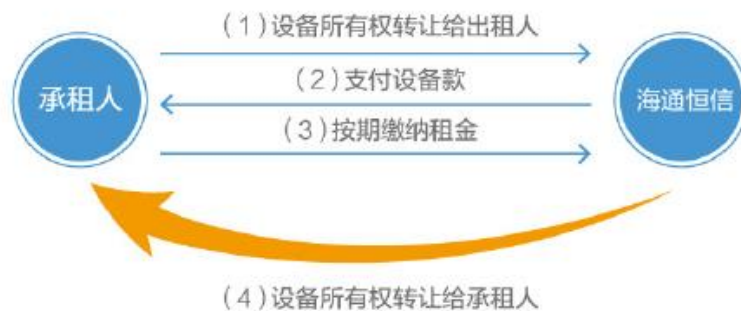 (1)设备所有权转让给出租人
承租人
(2)支付设备款
海通恒信
(3)按期缴纳租金
(4)设备所有权转让给承租人